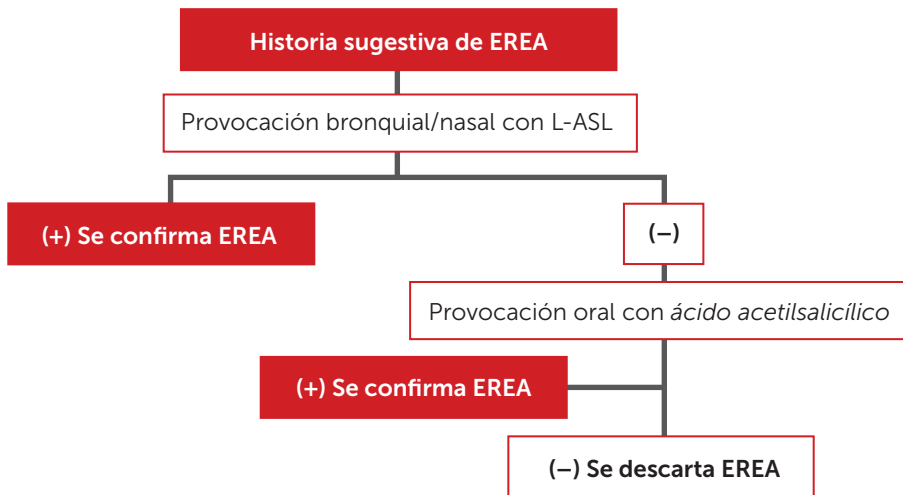 Historia sugestiva de EREA
Provocación bronquial/nasal con L-ASL
(+) Se confirma EREA
(−)
Provocación oral con ácido acetilsalicílico
(+) Se confirma EREA
(−) Se descarta EREA